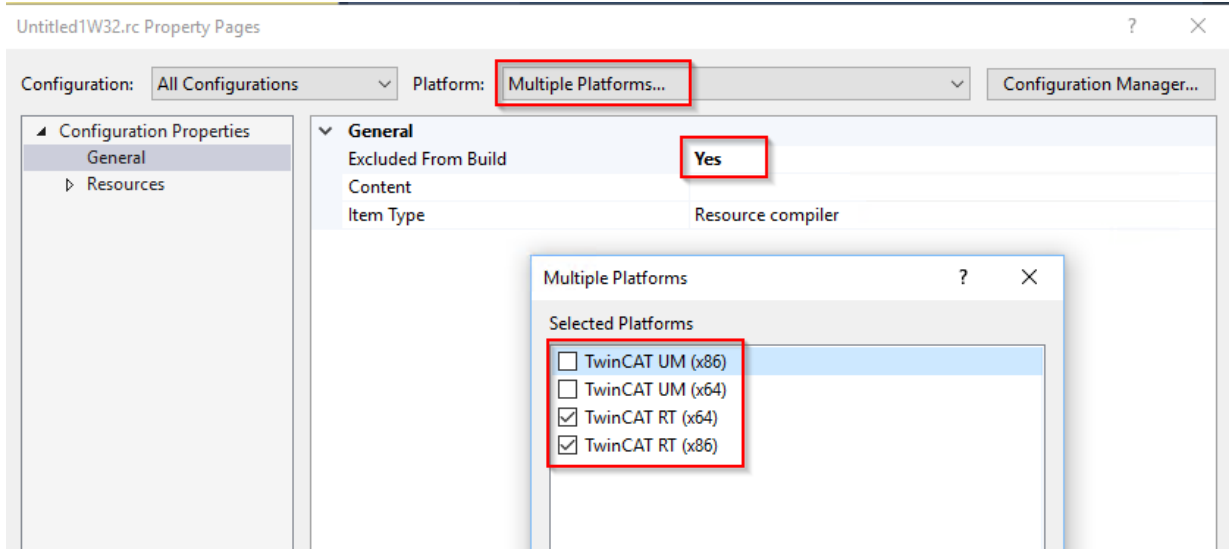 Untitled1W32.rc Property Pages ?
Configuration: All Configurations Platform: Multiple Platforms... Configuration Manager...
Configuration Properties
General
Resources
General
Excluded From Build Yes
Content
Item Type Resource compiler
Multiple Platforms ?
Selected Platforms
TwinCAT UM (x86)
TwinCAT UM (x64)
TwinCAT RT (x64)
TwinCAT RT (x86)